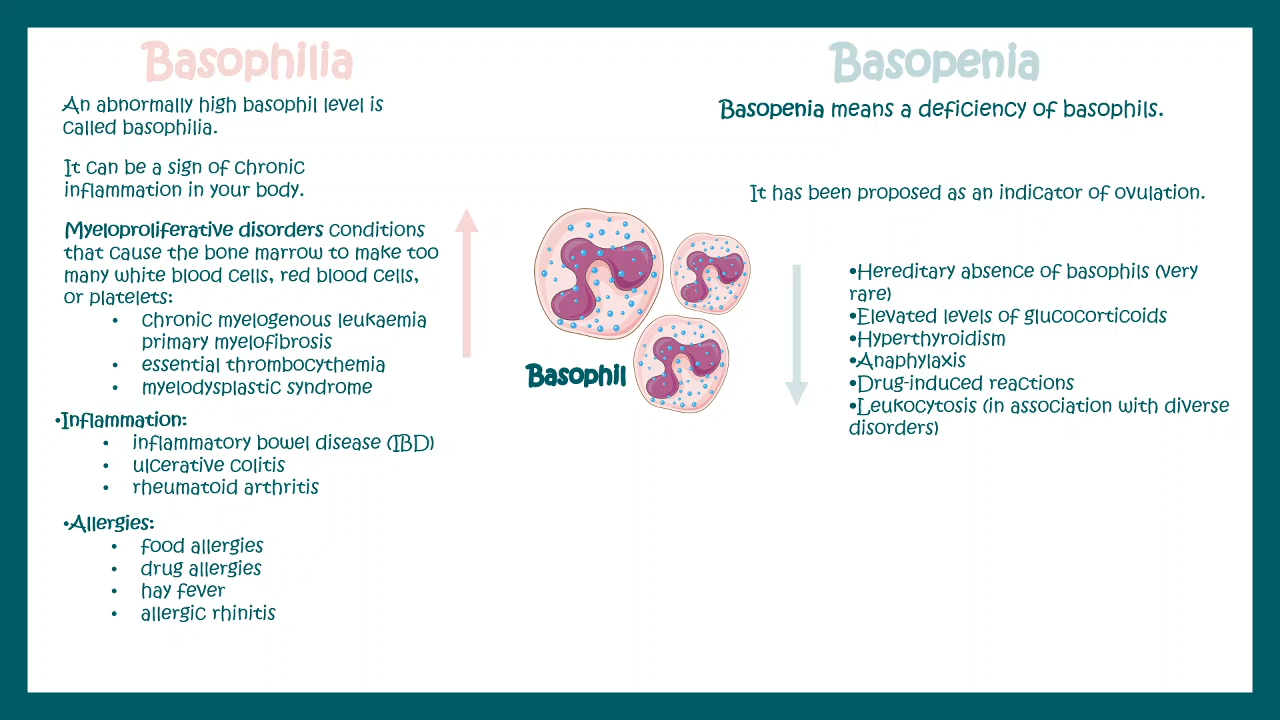 Basophilia
An abnormally high basophil level is
called basophilia.
It can be a sign of chronic
inflammation in your body.
Myeloproliferative disorders conditions
that cause the bone marrow to make too
many white blood cells, red blood cells,
or platelets:
• chronic myelogenous leukaemia
primary myelofibrosis
• essential thrombocythemia
• myelodysplastic syndrome
•Inflammation:
• inflammatory bowel disease (IBD)
• ulcerative colitis
• rheumatoid arthritis
•Allergies:
• food allergies
• drug allergies
• hay fever
• allergic rhinitis
Basophil
Basopenia
Basopenia means a deficiency of basophils.
It has been proposed as an indicator of ovulation.
•Hereditary absence of basophils (very
rare)
•Elevated levels of glucocorticoids
•Hyperthyroidism
•Anaphylaxis
•Drug-induced reactions
•Leukocytosis (in association with diverse
disorders)